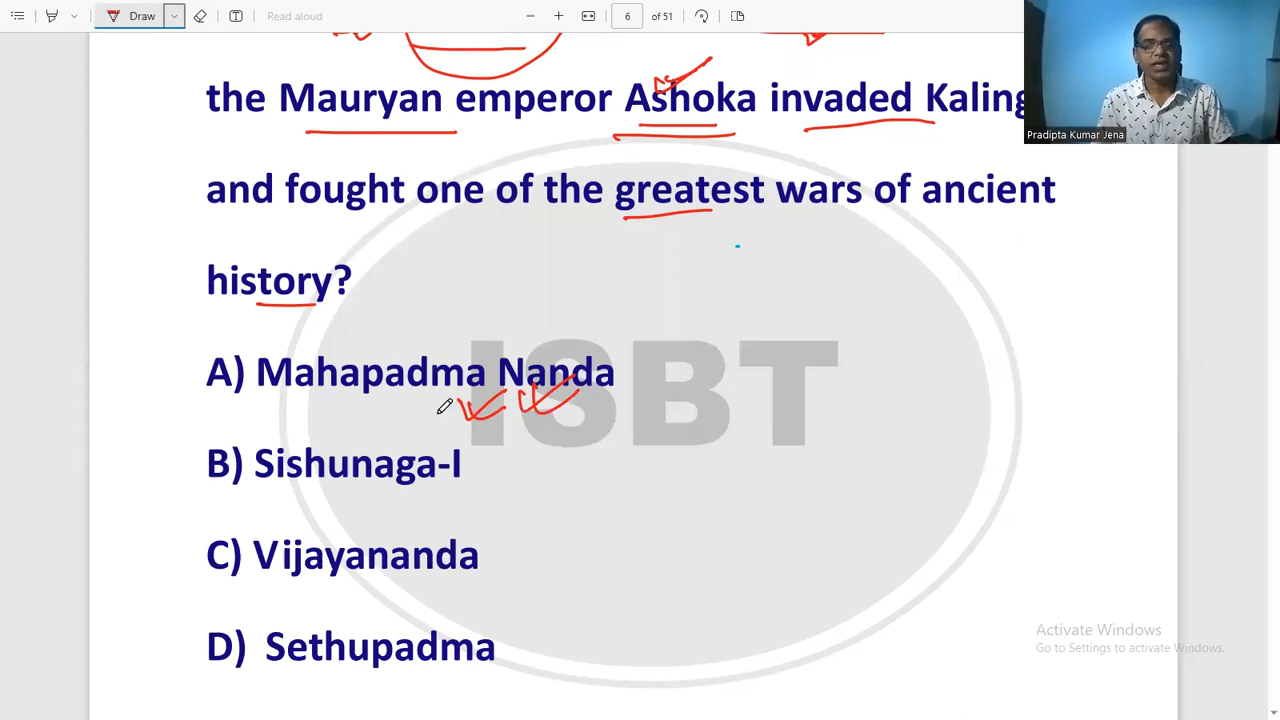 Draw
Read aloud
6
of 51
the Mauryan emperor Ashoka invaded Kaling
Pradipta Kumar Jena
and fought one of the greatest wars of ancient
history?
ISBT
A) Mahapadma Nanda
B) Sishunaga-I
C) Vijayananda
D) Sethupadma
Activate Windows
Go to Settings to activate Windows.